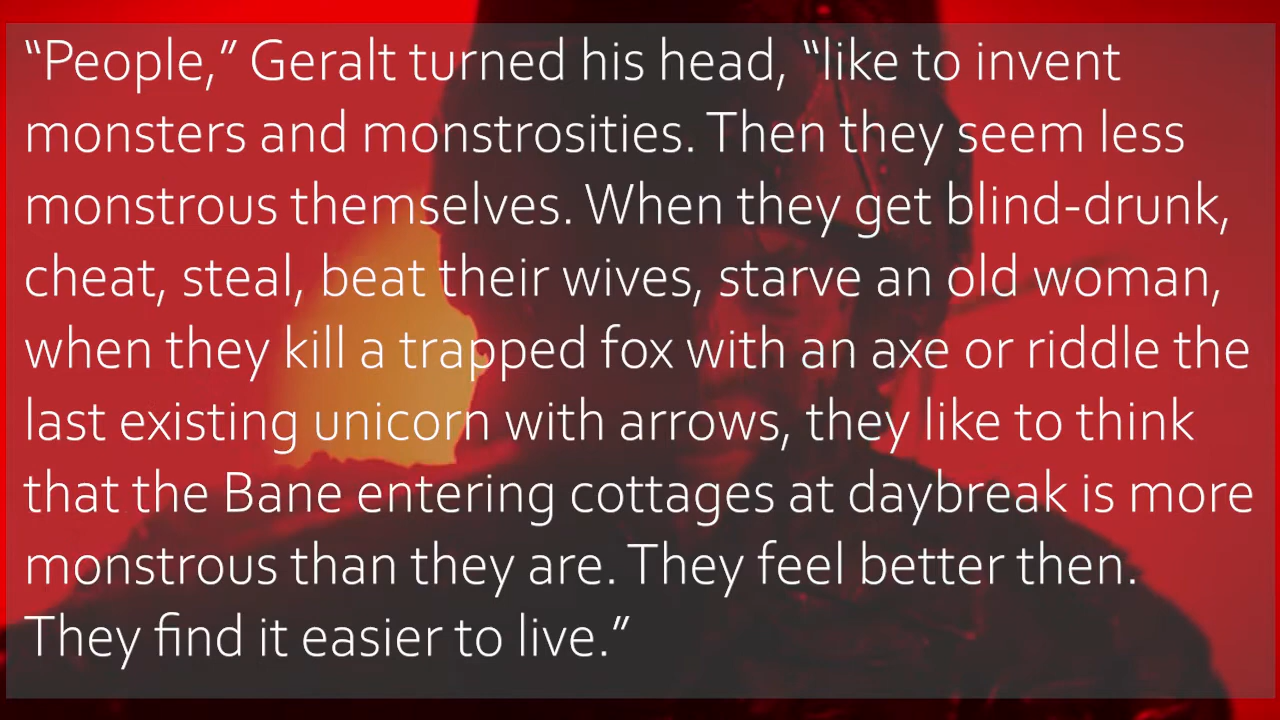 “People,” Geralt turned his head, “like to invent
monsters and monstrosities. Then they seem less
monstrous themselves. When they get blind-drunk,
cheat, steal, beat their wives, starve an old woman,
when they kill a trapped fox with an axe or riddle the
last existing unicorn with arrows, they like to think
that the Bane entering cottages at daybreak is more
monstrous than they are. They feel better then.
They find it easier to live.”